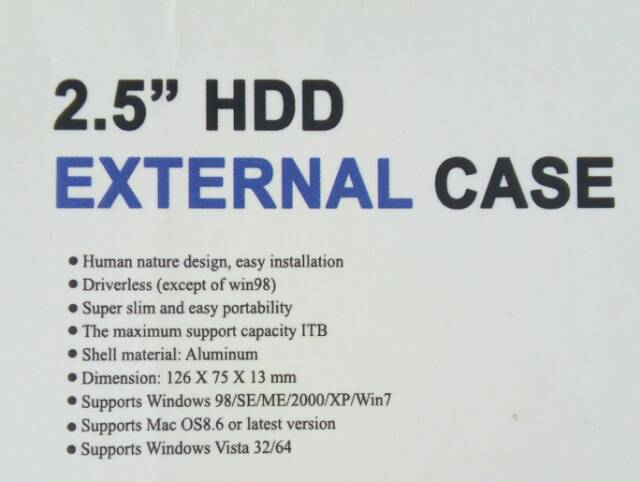 2.5” HDD
EXTERNAL CASE
• Human nature design, easy installation
• Driverless (except of win98)
• Super slim and easy portability
• The maximum support capacity ITB
• Shell material: Aluminum
• Dimension: 126 X 75 X 13 mm
• Supports Windows 98/SE/ME/2000/XP/Win7
• Supports Mac OS8.6 or latest version
• Supports Windows Vista 32/64